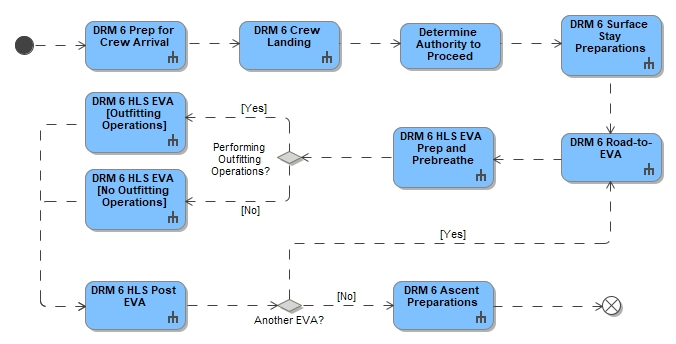 DRM 6 Prep for
Crew Arrival
DRM 6 Crew
Landing
Determine
Authority to
Proceed
DRM 6 Surface
Stay
Preparations
DRM 6 HLS EVA
[Outfitting
Operations]
[Yes]
Performing
Outfitting
Operations?
DRM 6 HLS EVA
Prep and
Prebreathe
DRM 6 Road-to-
EVA
DRM 6 HLS EVA
[No Outfitting
Operations]
[No]
[Yes]
DRM 6 HLS Post
EVA
Another EVA?
[No]
DRM 6 Ascent
Preparations